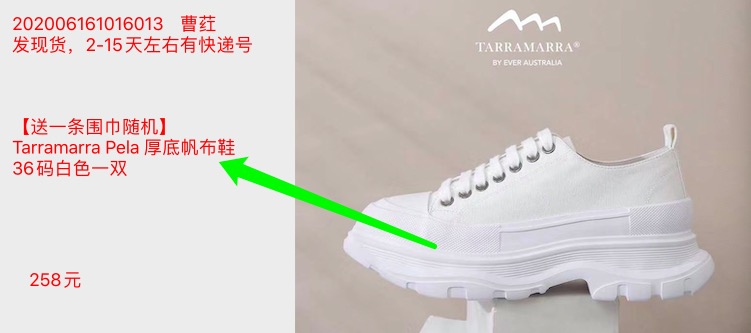 202006161016013 曹荭
发现货，2-15天左右有快递号
【送一条围巾随机】
Tarramarra Pela 厚底帆布鞋
36码白色一双
258元
TARRAMARRA®
BY EVER AUSTRALIA